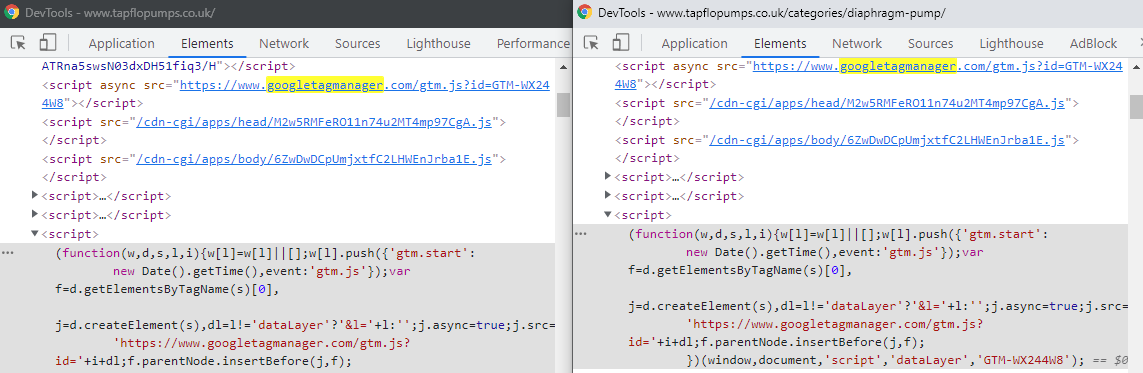 DevTools - www.tapflopumps.co.uk/
Application Elements Network Sources Lighthouse Performance
ATRna5swsN03dxDH51fiq3/H"></script>
<script async src="https://www.googletagmanager.com/gtm.js?id=GTM-WX2
44W8"></script>
<script src="/cdn-cgi/apps/head/M2w5RMFeRO11n74u2MT4mp97CgA.js">
</script>
<script src="/cdn-cgi/apps/body/6ZwDwDCpUmjxtfC2LHWEnJrba1E.js">
</script>
<script>…</script>
<script>…</script>
<script>
… (function(w,d,s,l,i){w[l]=w[l]||[];w[l].push({'gtm.start':
new Date().getTime(),event:'gtm.js'});var
f=d.getElementsByTagName(s)[0],
j=d.createElement(s),dl=l!='dataLayer'?'&l='+l:'';j.async=true;j.src=
'https://www.googletagmanager.com/gtm.js?
id='+i+dl;f.parentNode.insertBefore(j,f);
DevTools - www.tapflopumps.co.uk/categories/diaphragm-pump/
Application Elements Network Sources Lighthouse AdBlock
<script async src="https://www.googletagmanager.com/gtm.js?id=GTM-WX2
44W8"></script>
<script src="/cdn-cgi/apps/head/M2w5RMFeRO11n74u2MT4mp97CgA.js">
</script>
<script src="/cdn-cgi/apps/body/6ZwDwDCpUmjxtfC2LHWEnJrba1E.js">
</script>
<script>…</script>
<script>…</script>
<script>
… (function(w,d,s,l,i){w[l]=w[l]||[];w[l].push({'gtm.start':
new Date().getTime(),event:'gtm.js'});var
f=d.getElementsByTagName(s)[0],
j=d.createElement(s),dl=l!='dataLayer'?'&l='+l:'';j.async=true;j.src=
'https://www.googletagmanager.com/gtm.js?
id='+i+dl;f.parentNode.insertBefore(j,f);
})(window,document,'script','dataLayer','GTM-WX244W8'); == $0